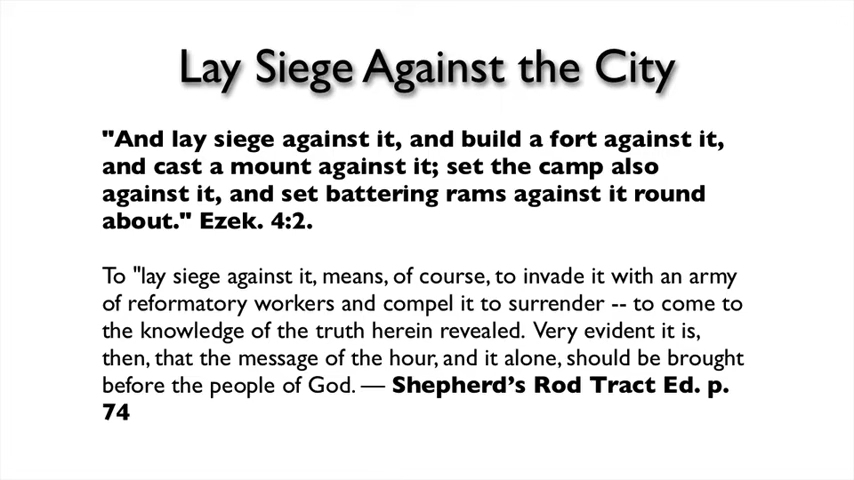 Lay Siege Against the City
"And lay siege against it, and build a fort against it,
and cast a mount against it; set the camp also
against it, and set battering rams against it round
about." Ezek. 4:2.
To "lay siege against it, means, of course, to invade it with an army
of reformatory workers and compel it to surrender -- to come to
the knowledge of the truth herein revealed. Very evident it is,
then, that the message of the hour, and it alone, should be brought
before the people of God. — Shepherd’s Rod Tract Ed. p.
74